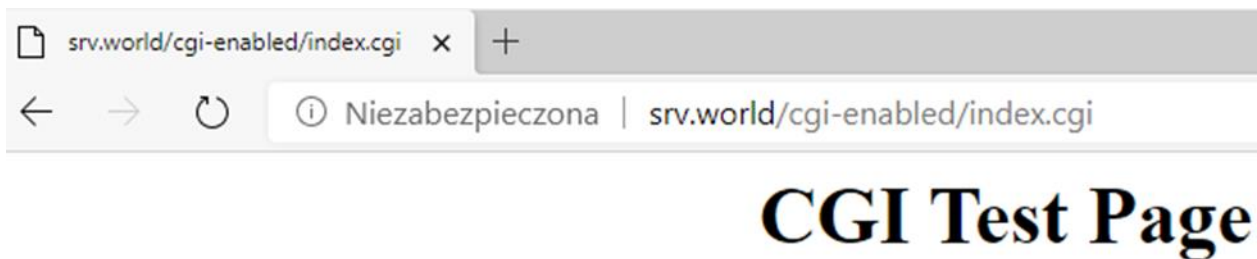 srv.world/cgi-enabled/index.cgi
Niezabezpieczona | srv.world/cgi-enabled/index.cgi
CGI Test Page